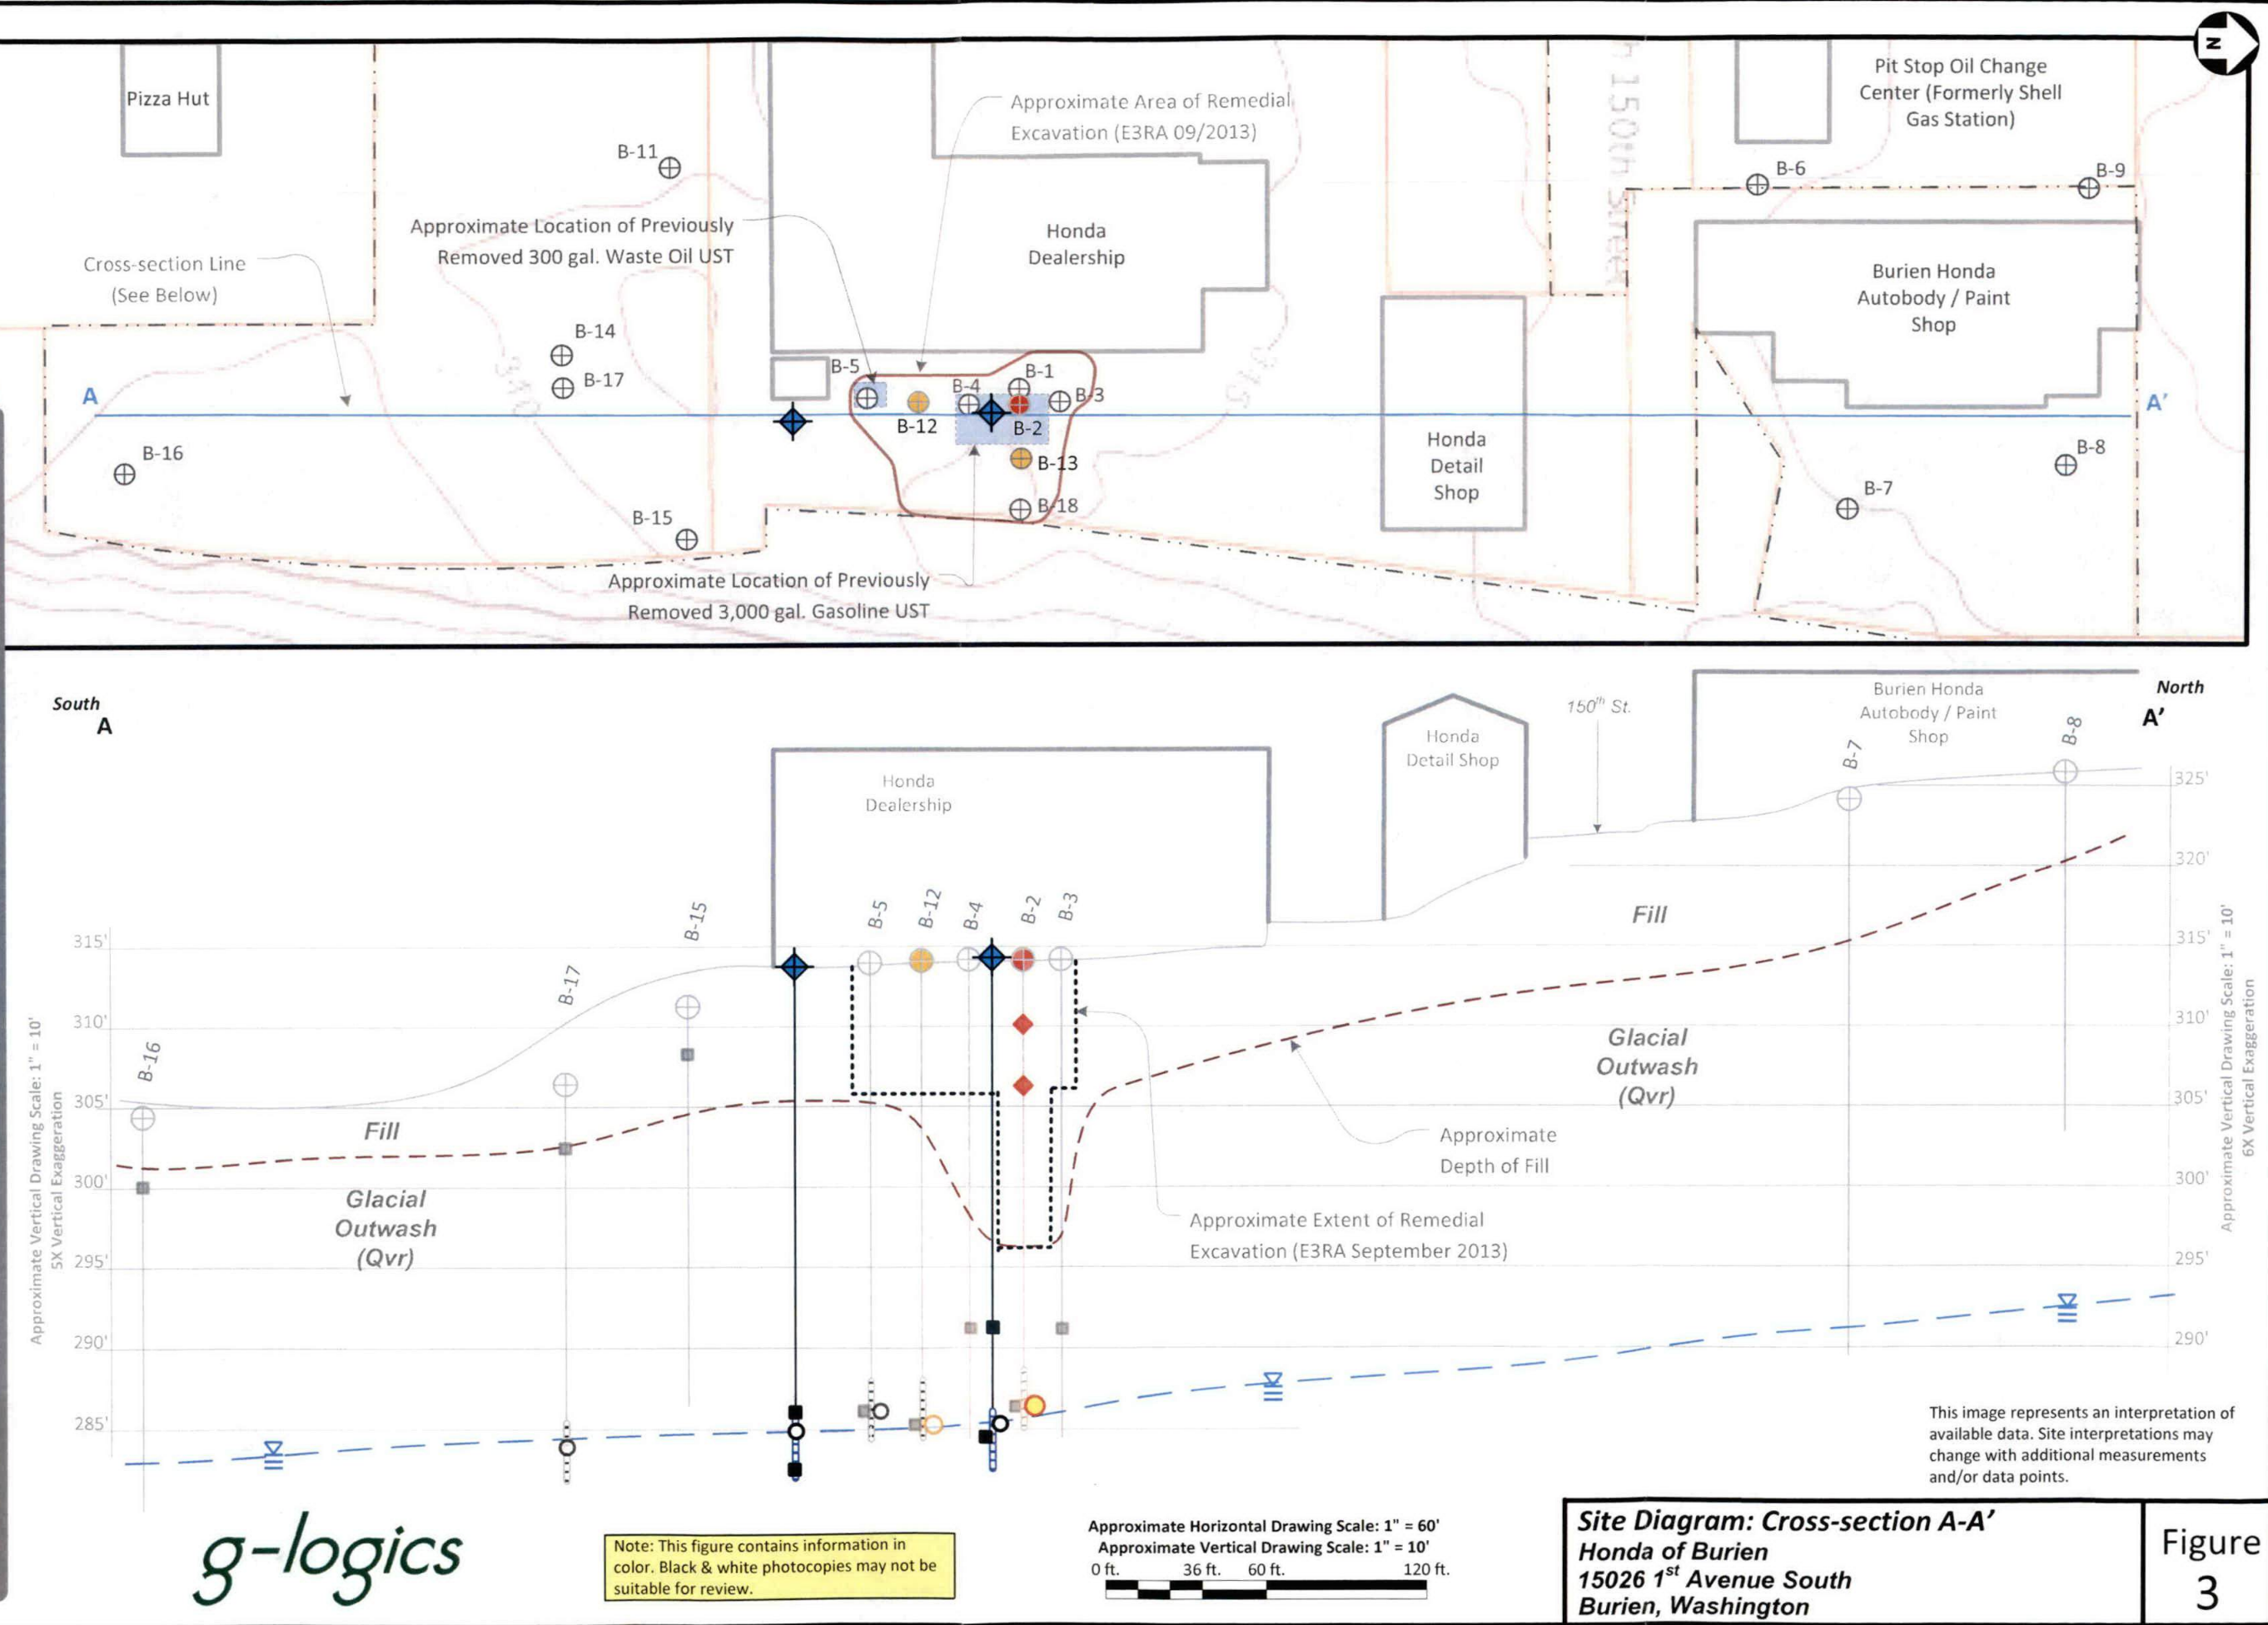 N
Pizza Hut
B-11
Approximate Area of Remedial
Excavation (E3RA 09/2013)
Pit Stop Oil Change
Center (Formerly Shell
Gas Station)
150th Street
B-6
B-9
Approximate Location of Previously
Removed 300 gal. Waste Oil UST
Honda
Dealership
Cross-section Line
(See Below)
Burien Honda
Autobody / Paint
Shop
B-14
B-17
340
345
B-5
B-4
B-1
B-3
A
A'
B-12
B-2
B-13
B-18
B-16
B-15
Honda
Detail
Shop
B-8
B-7
Approximate Location of Previously
Removed 3,000 gal. Gasoline UST
South
A
North
A'
Honda
Dealership
Honda
Detail Shop
150th St.
Burien Honda
Autobody / Paint
Shop
B-7
B-8
B-16
B-17
B-15
B-5
B-12
B-4
B-2
B-3
315'
310'
305'
300'
295'
290'
285'
325'
320'
315'
310'
305'
300'
295'
290'
Approximate Vertical Drawing Scale: 1" = 10'
5X Vertical Exaggeration
Approximate Vertical Drawing Scale: 1" = 10'
6X Vertical Exaggeration
Fill
Glacial
Outwash
(Qvr)
Fill
Glacial
Outwash
(Qvr)
Approximate
Depth of Fill
Approximate Extent of Remedial
Excavation (E3RA September 2013)
This image represents an interpretation of
available data. Site interpretations may
change with additional measurements
and/or data points.
g-logics
Note: This figure contains information in
color. Black & white photocopies may not be
suitable for review.
Approximate Horizontal Drawing Scale: 1" = 60'
Approximate Vertical Drawing Scale: 1" = 10'
0 ft. 36 ft. 60 ft. 120 ft.
Site Diagram: Cross-section A-A'
Honda of Burien
15026 1st Avenue South
Burien, Washington
Figure
3